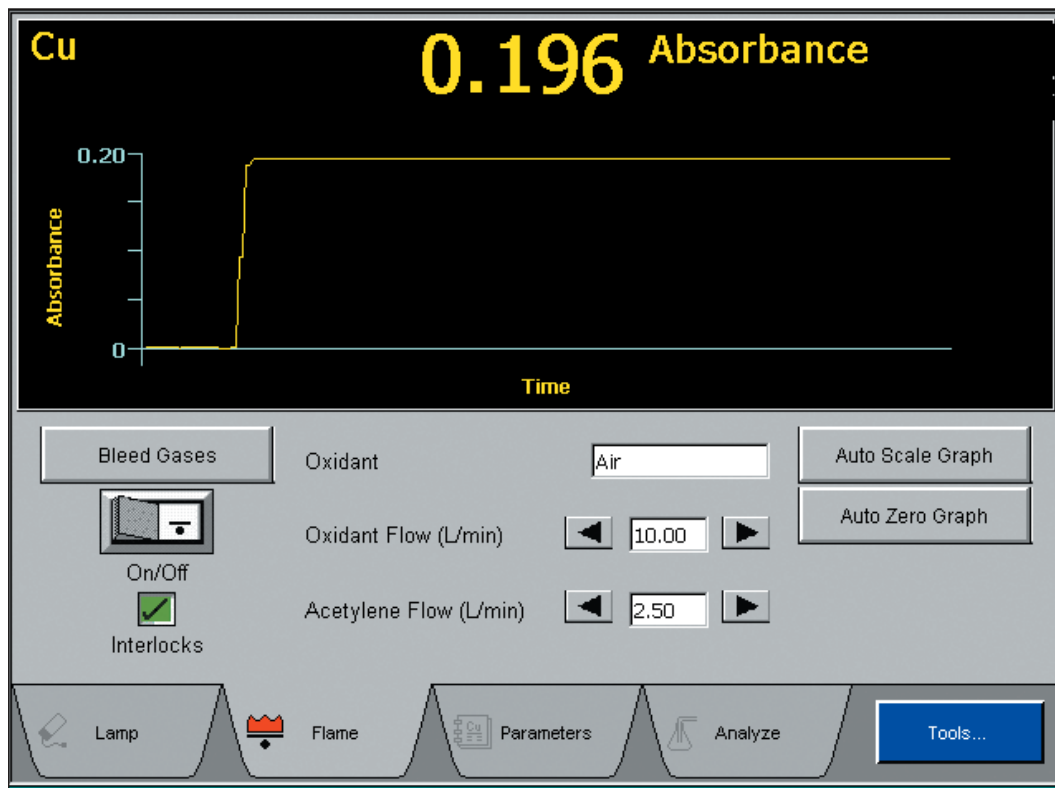 Cu
0.196 Absorbance
0.20
Absorbance
0
Time
Bleed Gases
Oxidant
Air
Auto Scale Graph
Auto Zero Graph
Oxidant Flow (L/min)
10.00
On/Off
Acetylene Flow (L/min)
2.50
Interlocks
Lamp
Flame
Cu
Parameters
Analyze
Tools...